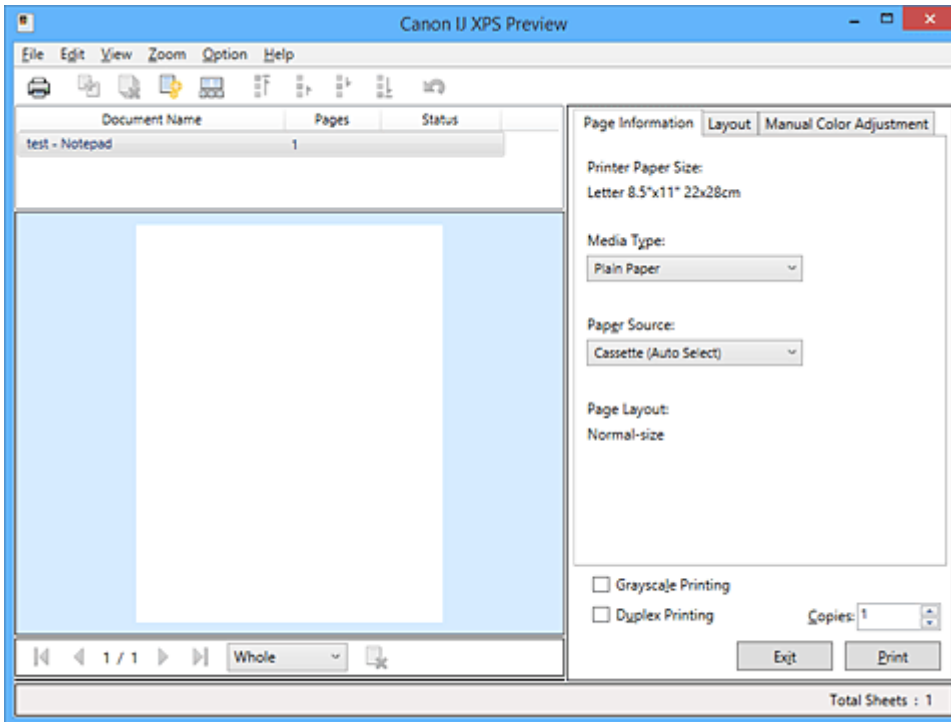 Canon IJ XPS Preview
File Edit View Zoom Option Help
Document Name Pages Status
test - Notepad 1
Page Information Layout Manual Color Adjustment
Printer Paper Size:
Letter 8.5"x11" 22x28cm
Media Type:
Plain Paper
Paper Source:
Cassette (Auto Select)
Page Layout:
Normal-size
Grayscale Printing
Duplex Printing Copies: 1
1 / 1 Whole
Exit Print
Total Sheets : 1